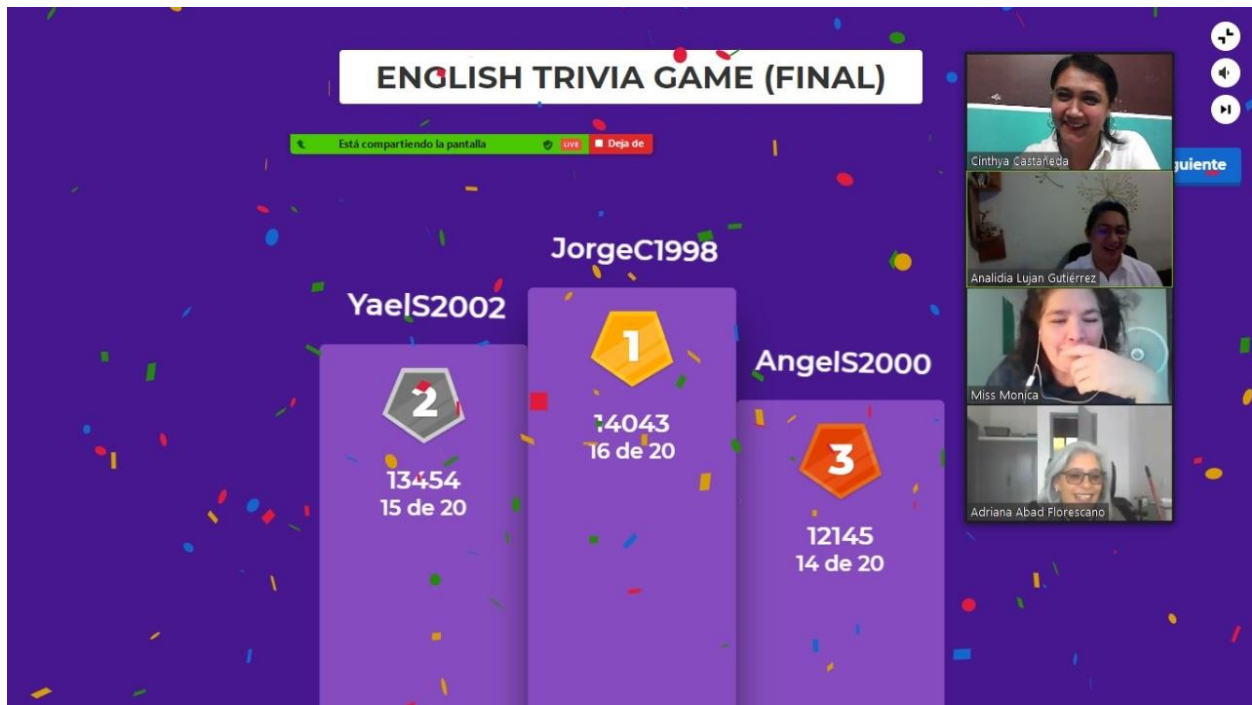 ENGLISH TRIVIA GAME (FINAL)
Está compartiendo la pantalla LIVE Deja de
Cinthya Castañeda
guiente
Analidia Lujan Gutiérrez
Miss Monica
Adriana Abad Florescano
JorgeC1998
1
14043
16 de 20
YaelS2002
2
13454
15 de 20
AngelS2000
3
12145
14 de 20